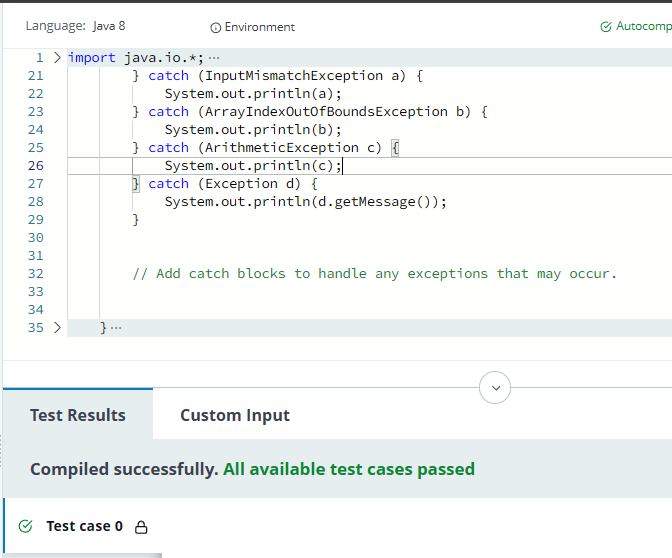 Language: Java 8 Environment Autocomp
1 import java.io.*; ...
21 } catch (InputMismatchException a) {
22 System.out.println(a);
23 } catch (ArrayIndexOutOfBoundsException b) {
24 System.out.println(b);
25 } catch (ArithmeticException c) {
26 System.out.println(c);
27 } catch (Exception d) {
28 System.out.println(d.getMessage());
29 }
30
31
32 // Add catch blocks to handle any exceptions that may occur.
33
34
35 } ...
Test Results Custom Input
Compiled successfully. All available test cases passed
Test case 0